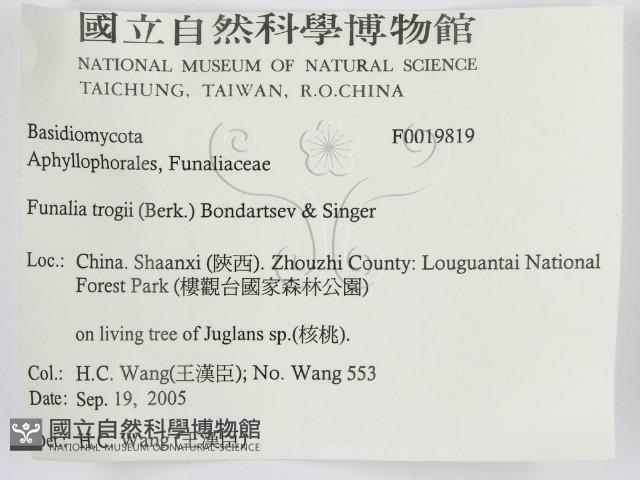 國立自然科學博物館
NATIONAL MUSEUM OF NATURAL SCIENCE
TAICHUNG, TAIWAN, R.O.CHINA
Basidiomycota F0019819
Aphyllophorales, Funaliaceae
Funalia trogii (Berk.) Bondartsev & Singer
Loc.: China. Shaanxi (陝西). Zhouzhi County: Louguantai National
Forest Park (樓觀台國家森林公園)
on living tree of Juglans sp.(核桃).
Col.: H.C. Wang(王漢臣); No. Wang 553
Date: Sep. 19, 2005
H.C. Wang (王漢臣)
國立自然科學博物館
NATIONAL MUSEUM OF NATURAL SCIENCE